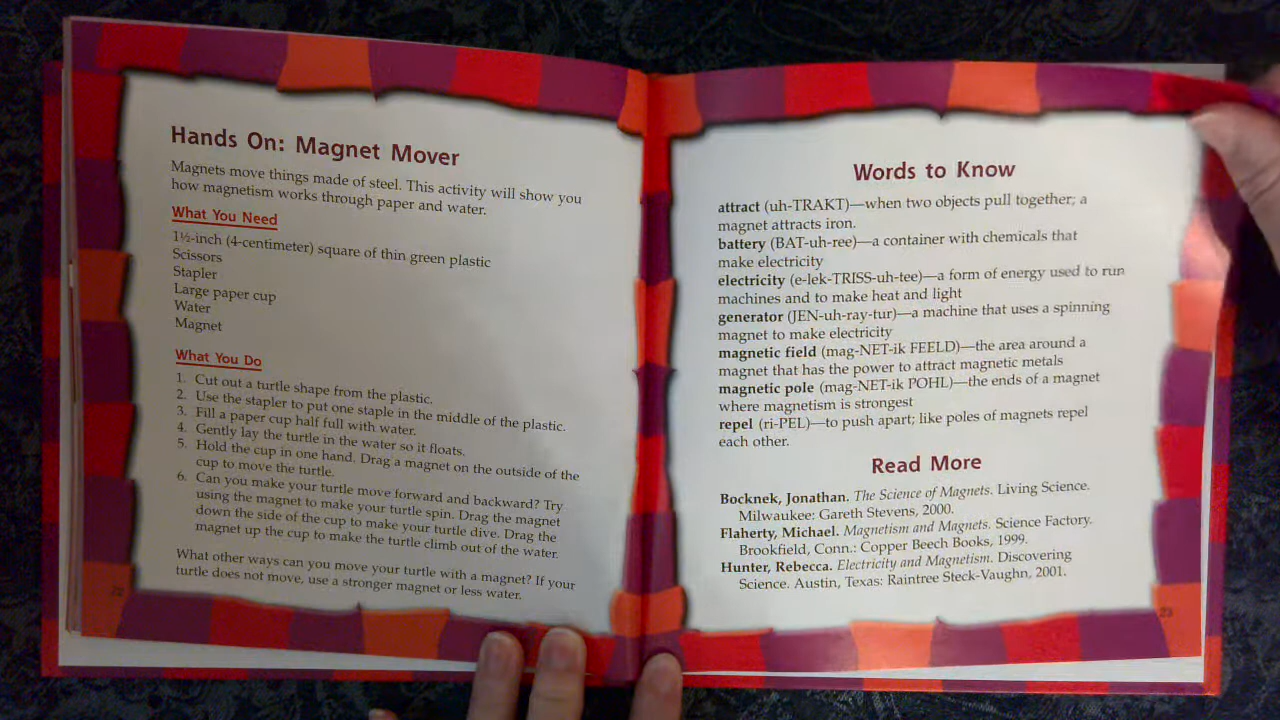 Hands On: Magnet Mover
Magnets move things made of steel. This activity will show you
how magnetism works through paper and water.
What You Need
1½-inch (4-centimeter) square of thin green plastic
Scissors
Stapler
Large paper cup
Water
Magnet
What You Do
1. Cut out a turtle shape from the plastic.
2. Use the stapler to put one staple in the middle of the plastic.
3. Fill a paper cup half full with water.
4. Gently lay the turtle in the water so it floats.
5. Hold the cup in one hand. Drag a magnet on the outside of the
cup to move the turtle.
6. Can you make your turtle move forward and backward? Try
using the magnet to make your turtle spin. Drag the magnet
down the side of the cup to make your turtle dive. Drag the
magnet up the cup to make the turtle climb out of the water.
What other ways can you move your turtle with a magnet? If your
turtle does not move, use a stronger magnet or less water.
22
Words to Know
attract (uh-TRAKT)—when two objects pull together; a
magnet attracts iron.
battery (BAT-uh-ree)—a container with chemicals that
make electricity
electricity (e-lek-TRISS-uh-tee)—a form of energy used to run
machines and to make heat and light
generator (JEN-uh-ray-tur)—a machine that uses a spinning
magnet to make electricity
magnetic field (mag-NET-ik FEELD)—the area around a
magnet that has the power to attract magnetic metals
magnetic pole (mag-NET-ik POHL)—the ends of a magnet
where magnetism is strongest
repel (ri-PEL)—to push apart; like poles of magnets repel
each other.
Read More
Bocknek, Jonathan. The Science of Magnets. Living Science.
Milwaukee: Gareth Stevens, 2000.
Flaherty, Michael. Magnetism and Magnets. Science Factory.
Brookfield, Conn.: Copper Beech Books, 1999.
Hunter, Rebecca. Electricity and Magnetism. Discovering
Science. Austin, Texas: Raintree Steck-Vaughn, 2001.
23